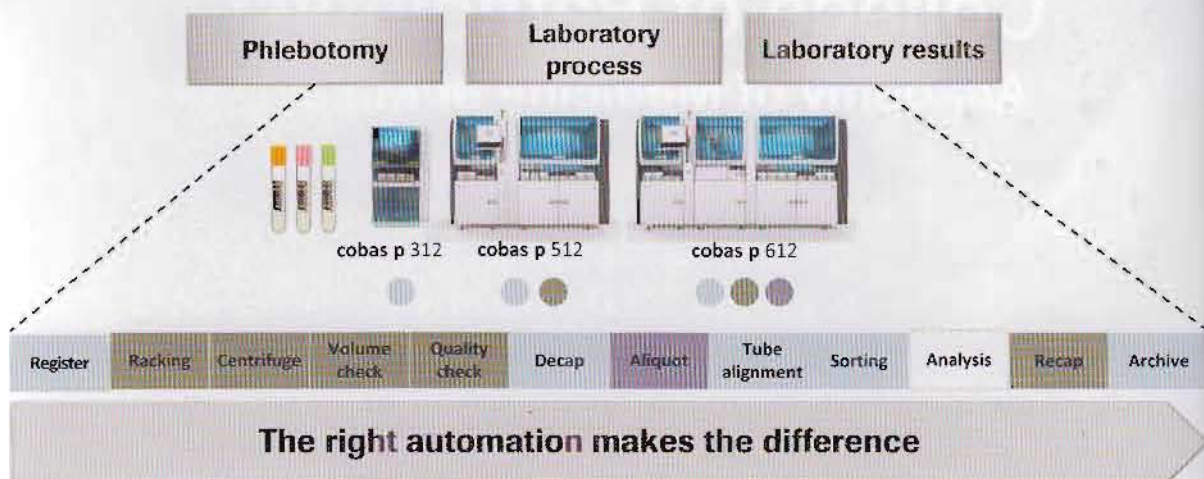 Phlebotomy
Laboratory
process
Laboratory results
cobas p 312
cobas p 512
cobas p 612
Register
Racking
Centrifuge
Volume
check
Quality
check
Decap
Aliquot
Tube
alignment
Sorting
Analysis
Recap
Archive
The right automation makes the difference